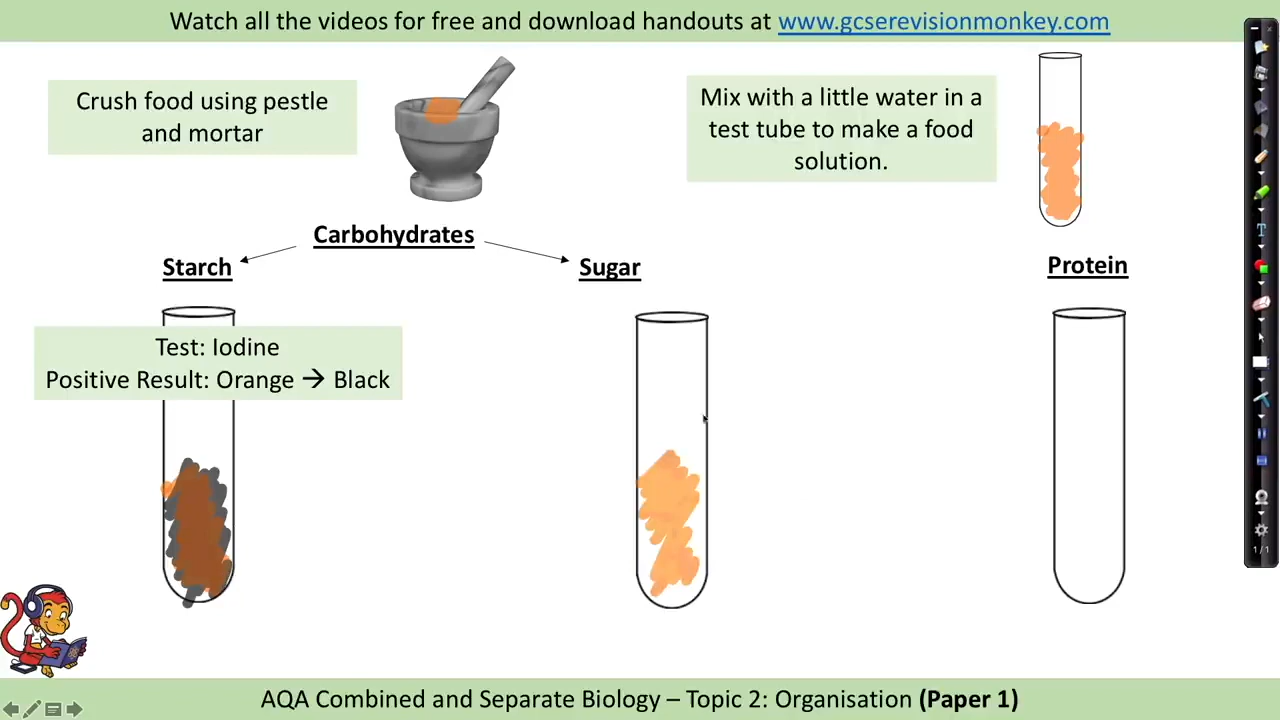 Watch all the videos for free and download handouts at www.gcserevisionmonkey.com
Crush food using pestle
and mortar
Mix with a little water in a
test tube to make a food
solution.
Carbohydrates
Starch
Sugar
Protein
Test: Iodine
Positive Result: Orange → Black
T
1/1
AQA Combined and Separate Biology – Topic 2: Organisation (Paper 1)